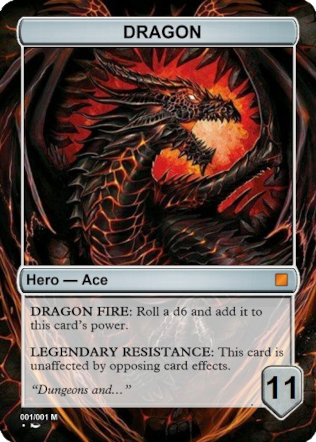 DRAGON
Hero — Ace
DRAGON FIRE: Roll a d6 and add it to
this card's power.
LEGENDARY RESISTANCE: This card is
unaffected by opposing card effects.
“Dungeons and...”
11
001/001 M